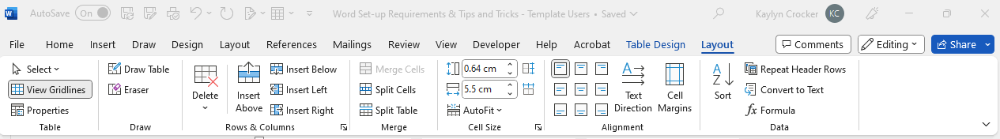 AutoSave On Word Set-up Requirements & Tips and Tricks - Template Users • Saved Kaylyn Crocker KC
File Home Insert Draw Design Layout References Mailings Review View Developer Help Acrobat Table Design Layout Comments Editing Share
Select Draw Table Insert Below Merge Cells 0.64 cm Repeat Header Rows
View Gridlines Eraser Delete Insert Above Insert Left Split Cells 5.5 cm Text Direction Cell Margins Sort Convert to Text
Properties Insert Right Split Table AutoFit Formula
Table Draw Rows & Columns Merge Cell Size Alignment Data